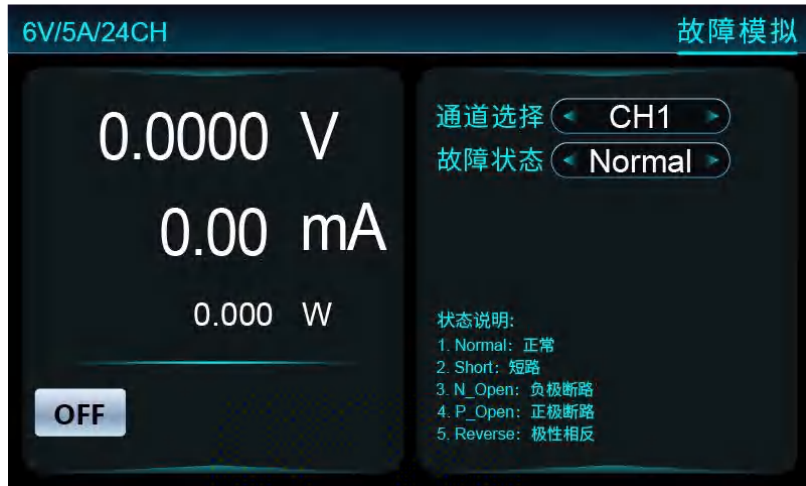 6V/5A/24CH
故障模拟
0.0000 V
0.00 mA
0.000 W
OFF
通道选择 CH1
故障状态 Normal
状态说明:
1. Normal：正常
2. Short：短路
3. N_Open：负极断路
4. P_Open：正极断路
5. Reverse：极性相反